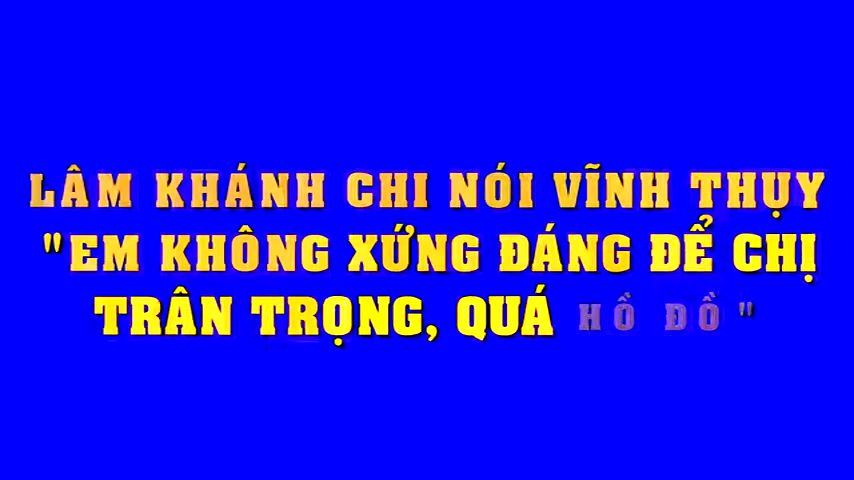 LÂM KHÁNH CHI NÓI VĨNH THỤY
"EM KHÔNG XỨNG ĐÁNG ĐỂ CHỊ
TRÂN TRỌNG, QUÁ HỒ ĐỒ"